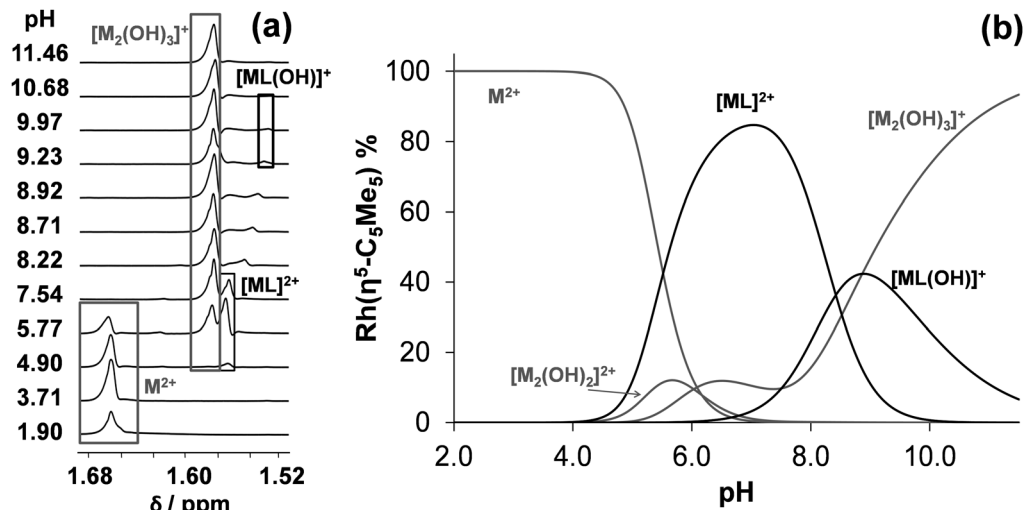 pH
(a)
[M₂(OH)₃]⁺
11.46
[ML(OH)]⁺
10.68
9.97
9.23
8.92
8.71
8.22
[ML]²⁺
7.54
5.77
4.90
M²⁺
3.71
1.90
1.68 1.60 1.52
δ / ppm
(b)
Rh(η⁵-C₅Me₅) %
100
80
60
40
20
0
M²⁺
[ML]²⁺
[M₂(OH)₃]⁺
[ML(OH)]⁺
[M₂(OH)₂]²⁺
2.0 4.0 6.0 8.0 10.0
pH